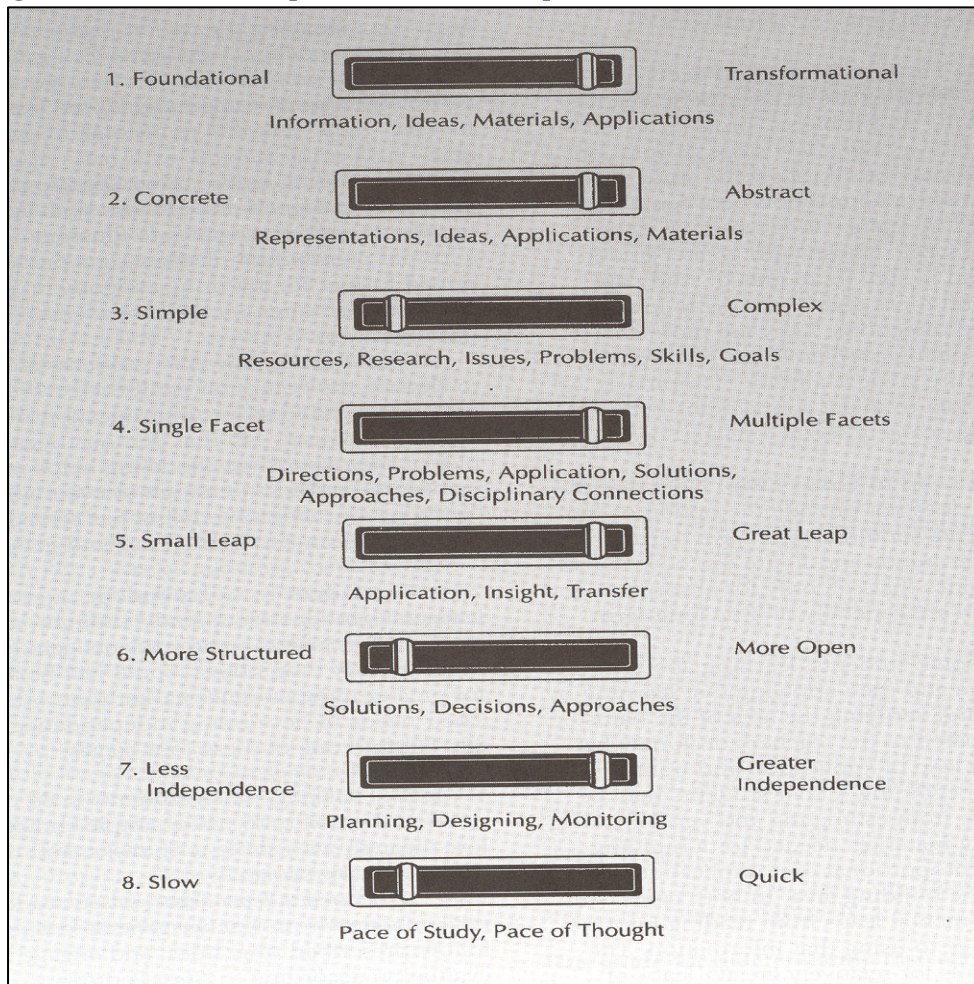 1. Foundational Transformational
Information, Ideas, Materials, Applications
2. Concrete Abstract
Representations, Ideas, Applications, Materials
3. Simple Complex
Resources, Research, Issues, Problems, Skills, Goals
4. Single Facet Multiple Facets
Directions, Problems, Application, Solutions,
Approaches, Disciplinary Connections
5. Small Leap Great Leap
Application, Insight, Transfer
6. More Structured More Open
Solutions, Decisions, Approaches
7. Less Greater
Independence Independence
Planning, Designing, Monitoring
8. Slow Quick
Pace of Study, Pace of Thought